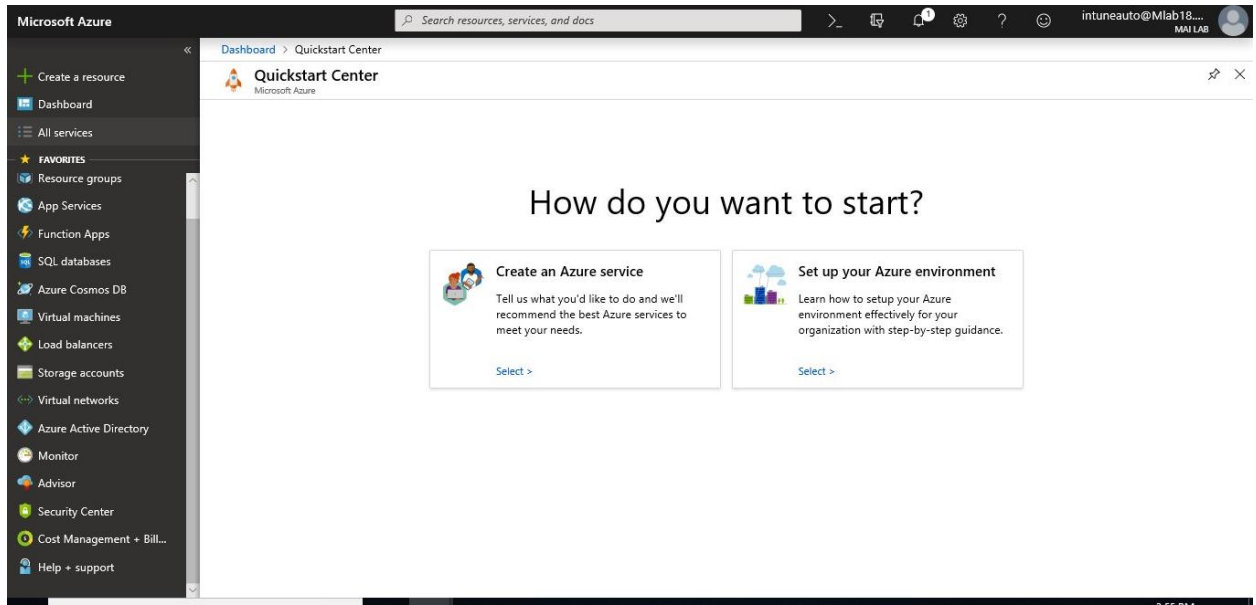 Microsoft Azure
Search resources, services, and docs
1
intuneauto@Mlab18....
MAI LAB
Dashboard > Quickstart Center
Create a resource
Dashboard
All services
FAVORITES
Resource groups
App Services
Function Apps
SQL databases
Azure Cosmos DB
Virtual machines
Load balancers
Storage accounts
Virtual networks
Azure Active Directory
Monitor
Advisor
Security Center
Cost Management + Bill...
Help + support
Quickstart Center
Microsoft Azure
How do you want to start?
Create an Azure service
Tell us what you'd like to do and we'll
recommend the best Azure services to
meet your needs.
Select >
Set up your Azure environment
Learn how to setup your Azure
environment effectively for your
organization with step-by-step guidance.
Select >